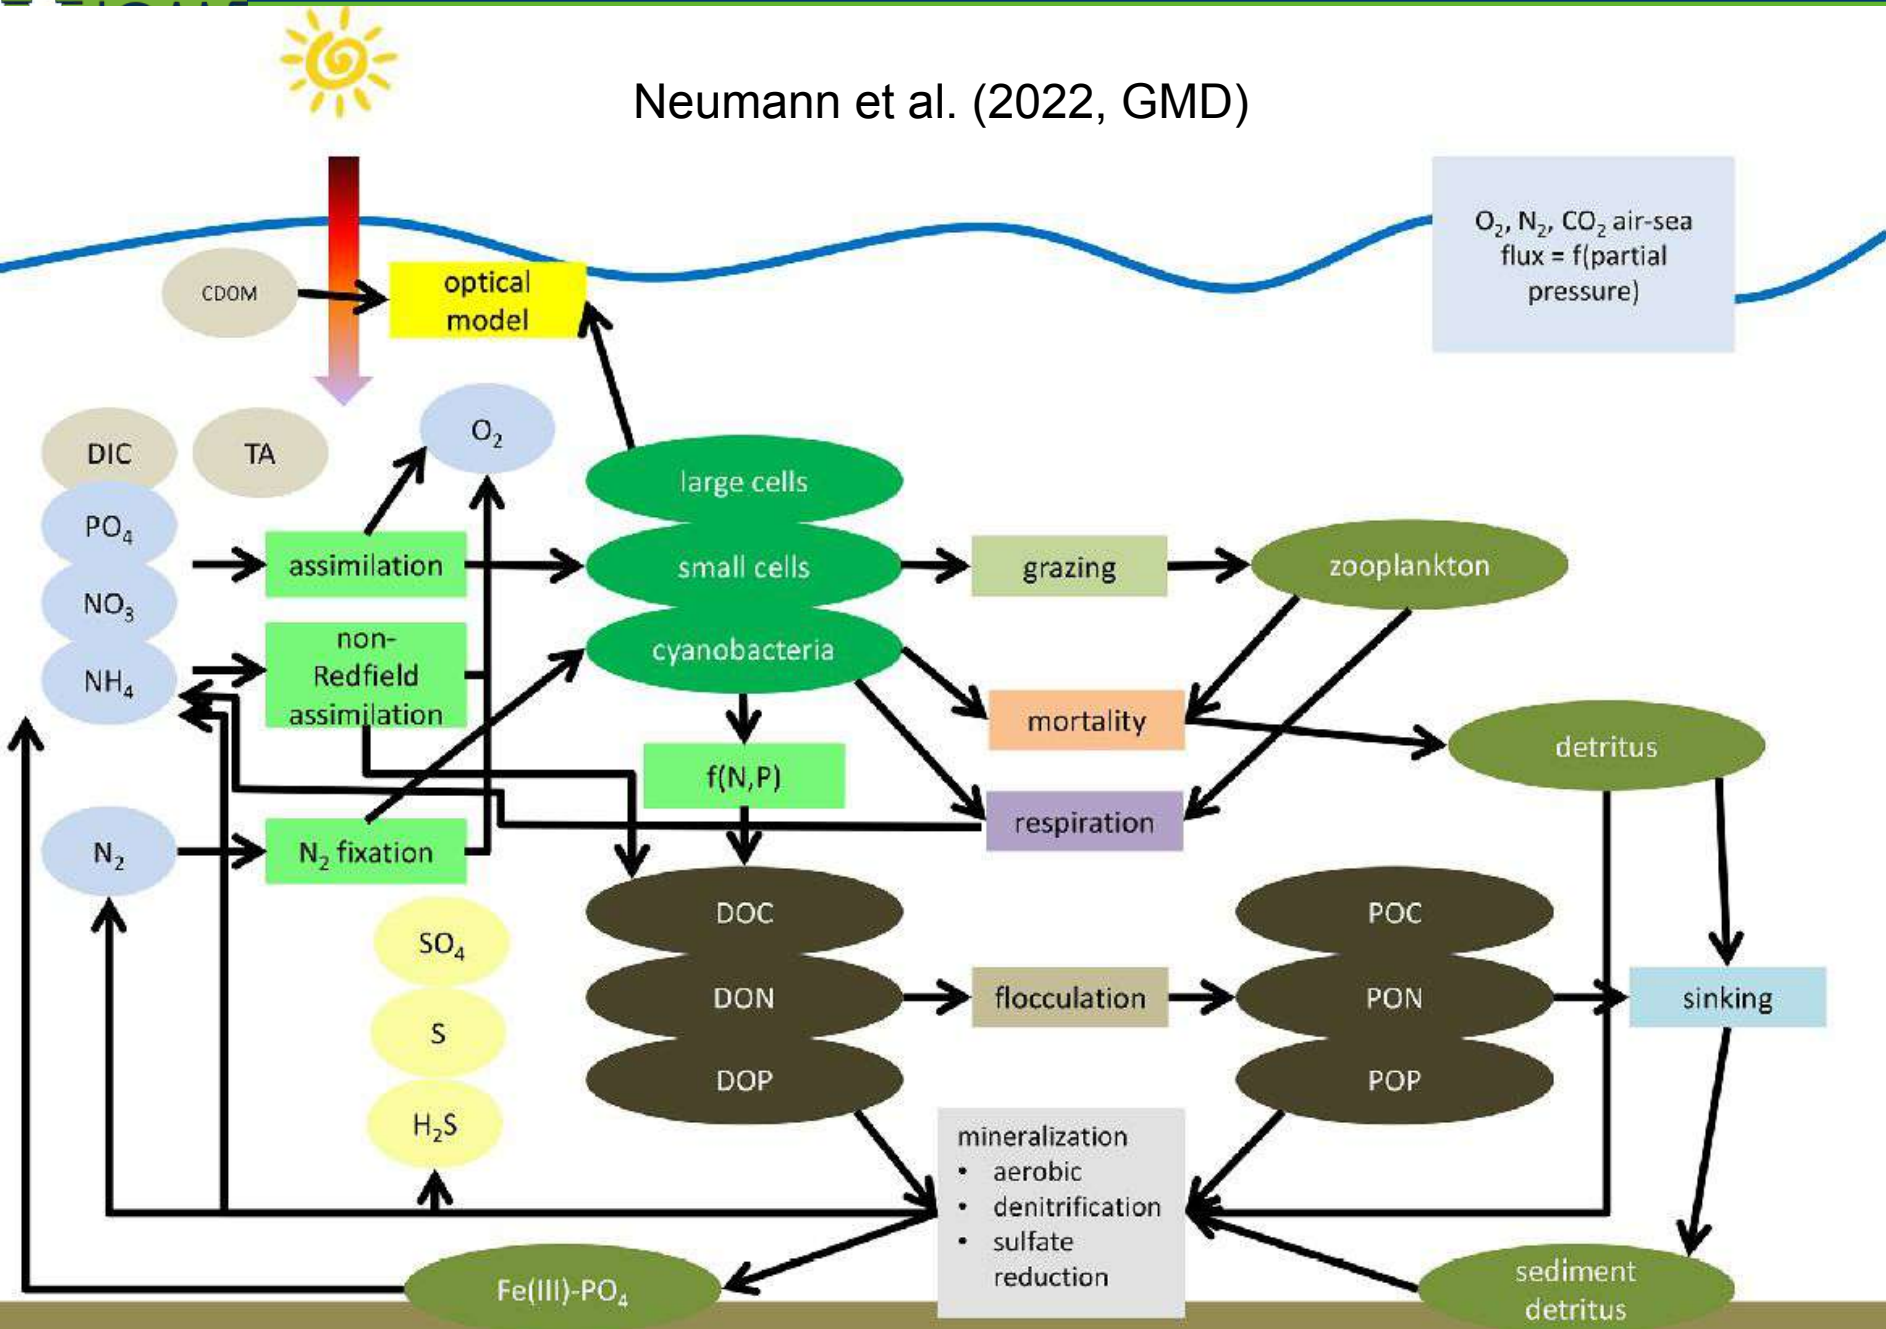 Neumann et al. (2022, GMD)
O₂, N₂, CO₂ air-sea
flux = f(partial
pressure)
CDOM
optical
model
DIC
TA
O₂
PO₄
NO₃
NH₄
assimilation
non-
Redfield
assimilation
large cells
small cells
cyanobacteria
grazing
zooplankton
mortality
respiration
detritus
f(N,P)
N₂
N₂ fixation
SO₄
S
H₂S
DOC
DON
DOP
flocculation
POC
PON
POP
sinking
mineralization
• aerobic
• denitrification
• sulfate
reduction
Fe(III)-PO₄
sediment
detritus